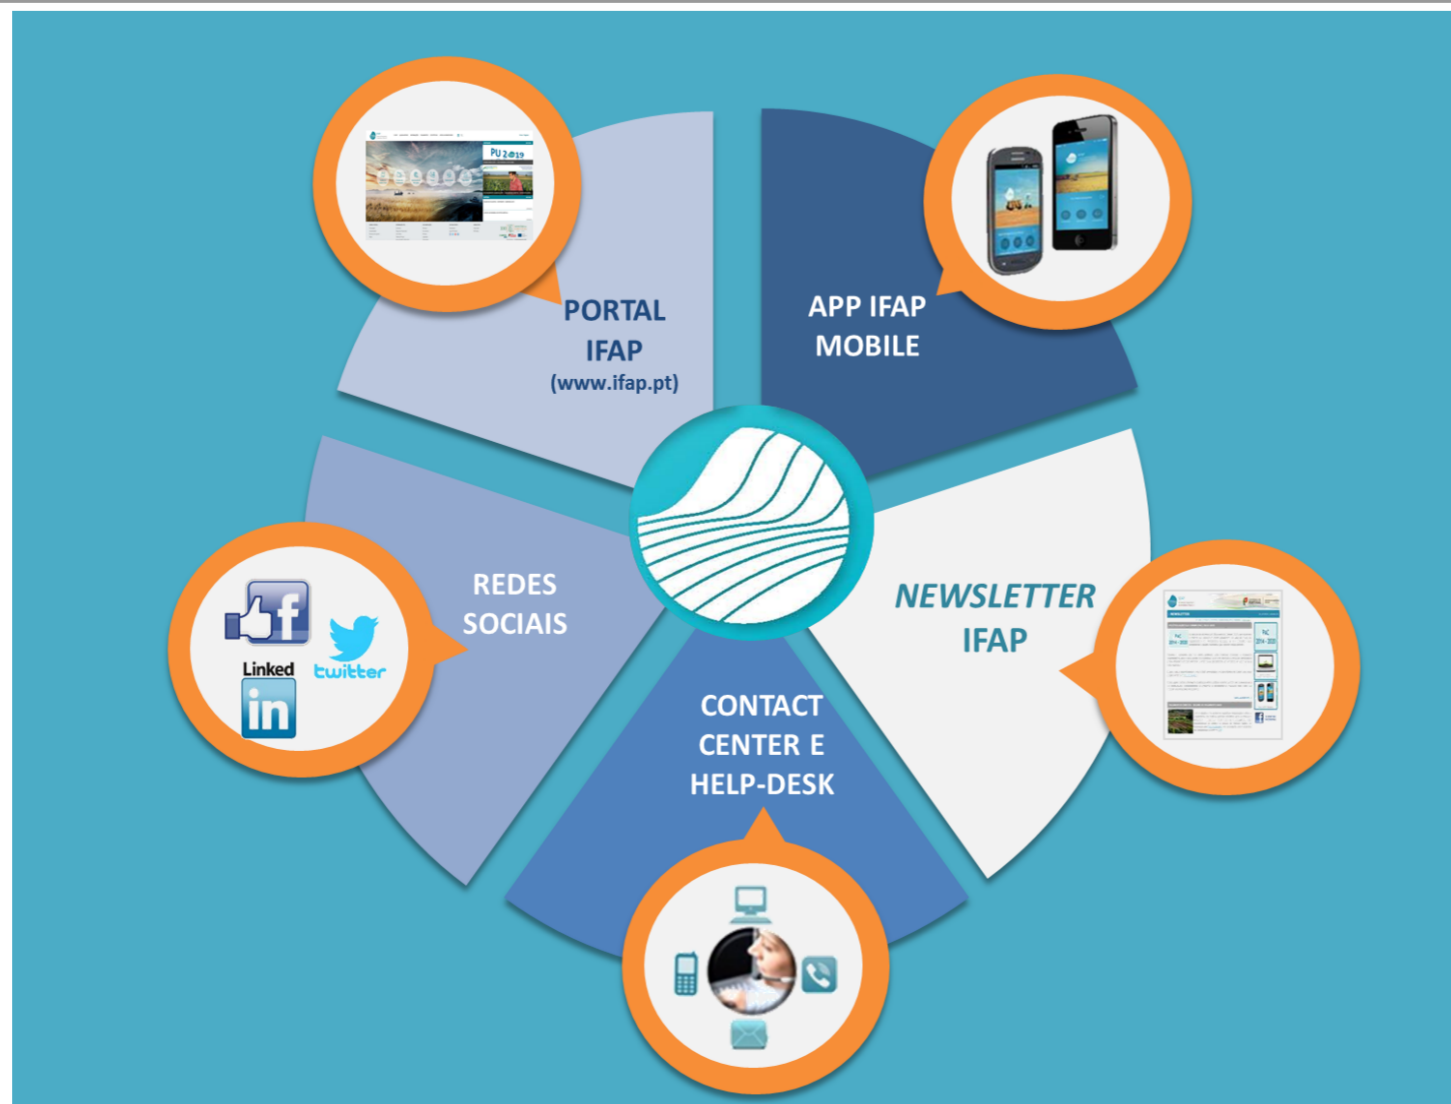 PU 2019
PORTAL
IFAP
(www.ifap.pt)
APP IFAP
MOBILE
REDES
SOCIAIS
Linked
in
twitter
f
NEWSLETTER
IFAP
CONTACT
CENTER E
HELP-DESK